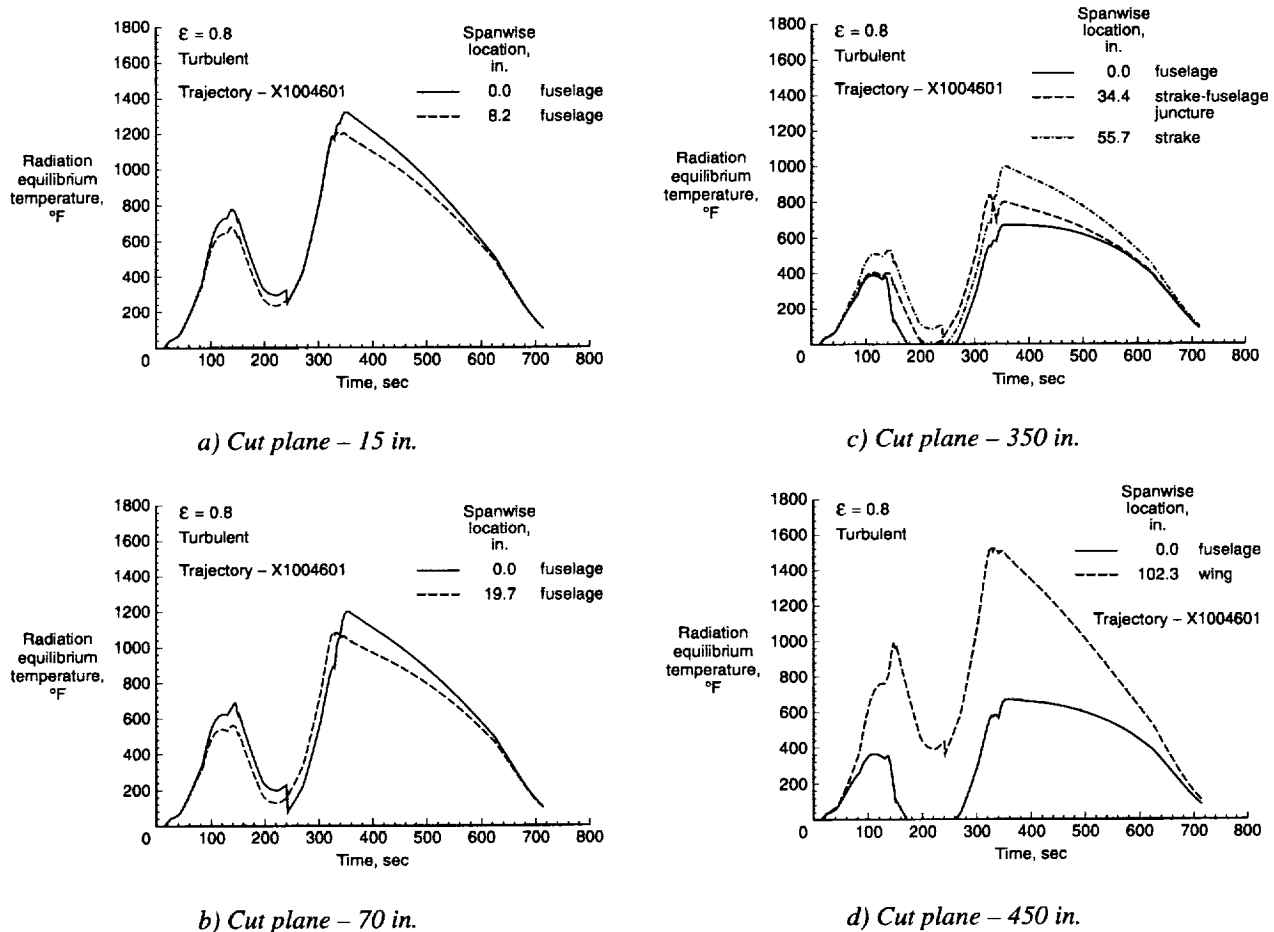 1800
1600
1400
1200
1000
800
600
400
200
0 100 200 300 400 500 600 700 800
Time, sec
Radiation
equilibrium
temperature,
°F
ε = 0.8
Turbulent
Trajectory – X1004601
Spanwise
location,
in.
0.0 fuselage
8.2 fuselage
a) Cut plane – 15 in.
1800
1600
1400
1200
1000
800
600
400
200
0 100 200 300 400 500 600 700 800
Time, sec
Radiation
equilibrium
temperature,
°F
ε = 0.8
Turbulent
Trajectory – X1004601
Spanwise
location,
in.
0.0 fuselage
34.4 strake-fuselage
juncture
55.7 strake
c) Cut plane – 350 in.
1800
1600
1400
1200
1000
800
600
400
200
0 100 200 300 400 500 600 700 800
Time, sec
Radiation
equilibrium
temperature,
°F
ε = 0.8
Turbulent
Trajectory – X1004601
Spanwise
location,
in.
0.0 fuselage
19.7 fuselage
b) Cut plane – 70 in.
1800
1600
1400
1200
1000
800
600
400
200
0 100 200 300 400 500 600 700 800
Time, sec
Radiation
equilibrium
temperature,
°F
ε = 0.8
Turbulent
Spanwise
location,
in.
0.0 fuselage
102.3 wing
Trajectory – X1004601
d) Cut plane – 450 in.